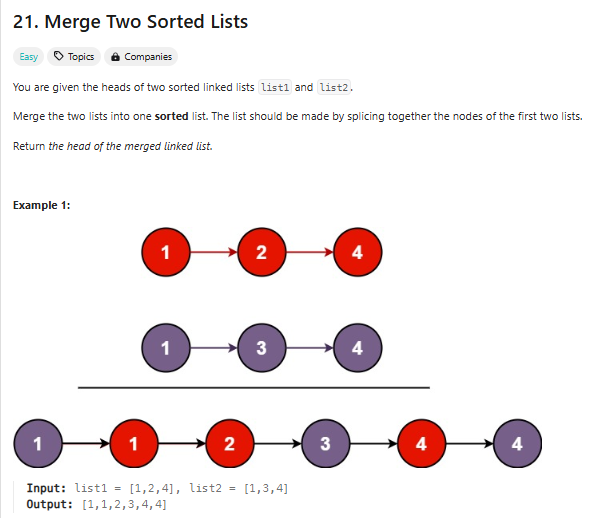 21. Merge Two Sorted Lists
Easy Topics Companies
You are given the heads of two sorted linked lists list1 and list2.
Merge the two lists into one sorted list. The list should be made by splicing together the nodes of the first two lists.
Return the head of the merged linked list.
Example 1:
1 2 4
1 3 4
1 1 2 3 4 4
Input: list1 = [1,2,4], list2 = [1,3,4]
Output: [1,1,2,3,4,4]